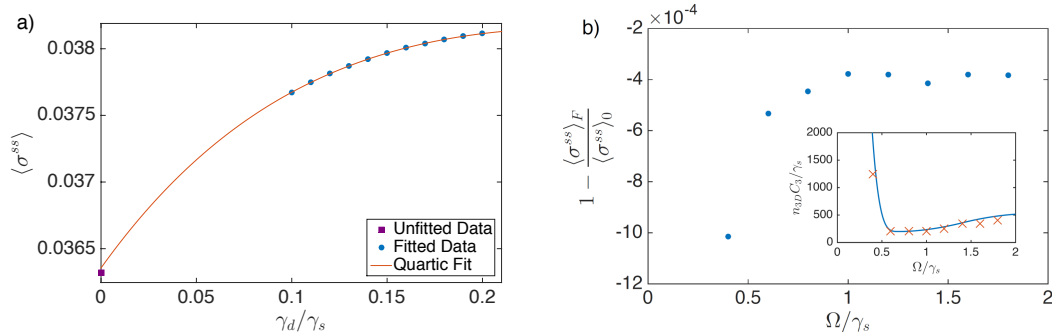 a)
0.038
0.0375
0.037
0.0365
⟨σ^{ss}⟩
0
0.05
0.1
0.15
0.2
γ_d/γ_s
Unfitted Data
Fitted Data
Quartic Fit
b)
×10^{-4}
-2
-4
-6
-8
-10
-12
1 − ⟨σ^{ss}⟩_F / ⟨σ^{ss}⟩_0
0
0.5
1
1.5
2
Ω/γ_s
2000
1500
1000
500
0
n_{3D}C_3/γ_s
0
0.5
1
1.5
2
Ω/γ_s